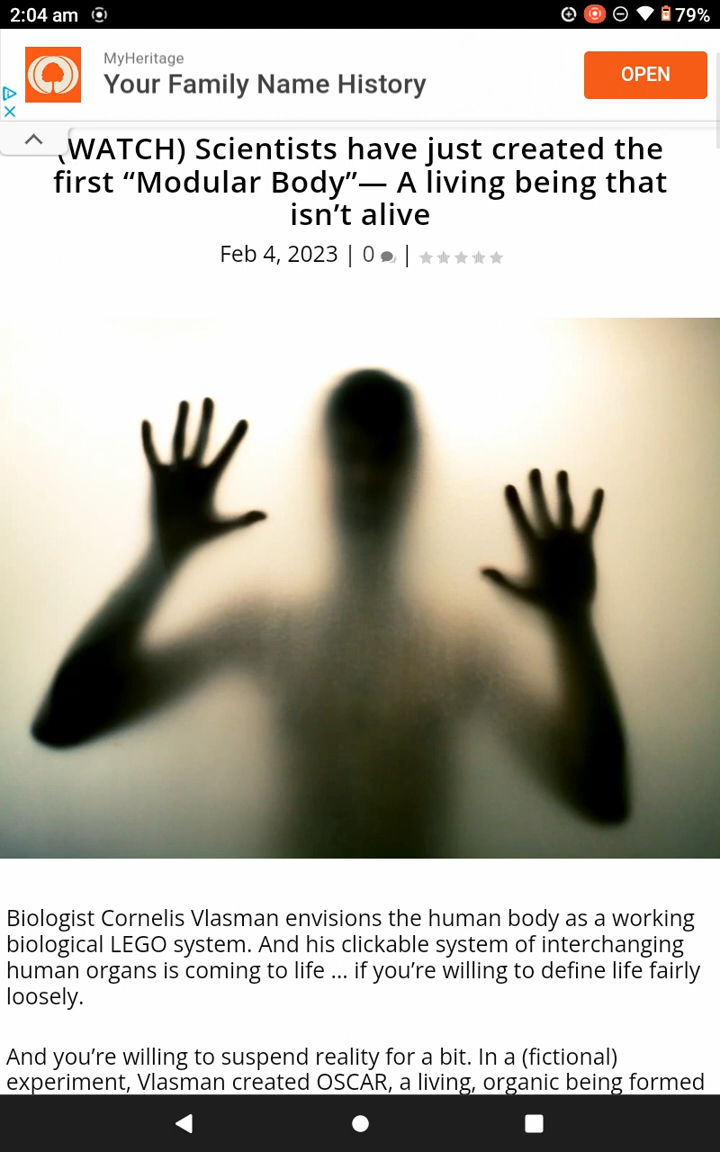 2:04 am
79%
MyHeritage
Your Family Name History
OPEN
(WATCH) Scientists have just created the
first “Modular Body”— A living being that
isn’t alive
Feb 4, 2023 | 0 |
Biologist Cornelis Vlasman envisions the human body as a working
biological LEGO system. And his clickable system of interchanging
human organs is coming to life ... if you’re willing to define life fairly
loosely.
And you’re willing to suspend reality for a bit. In a (fictional)
experiment, Vlasman created OSCAR, a living, organic being formed